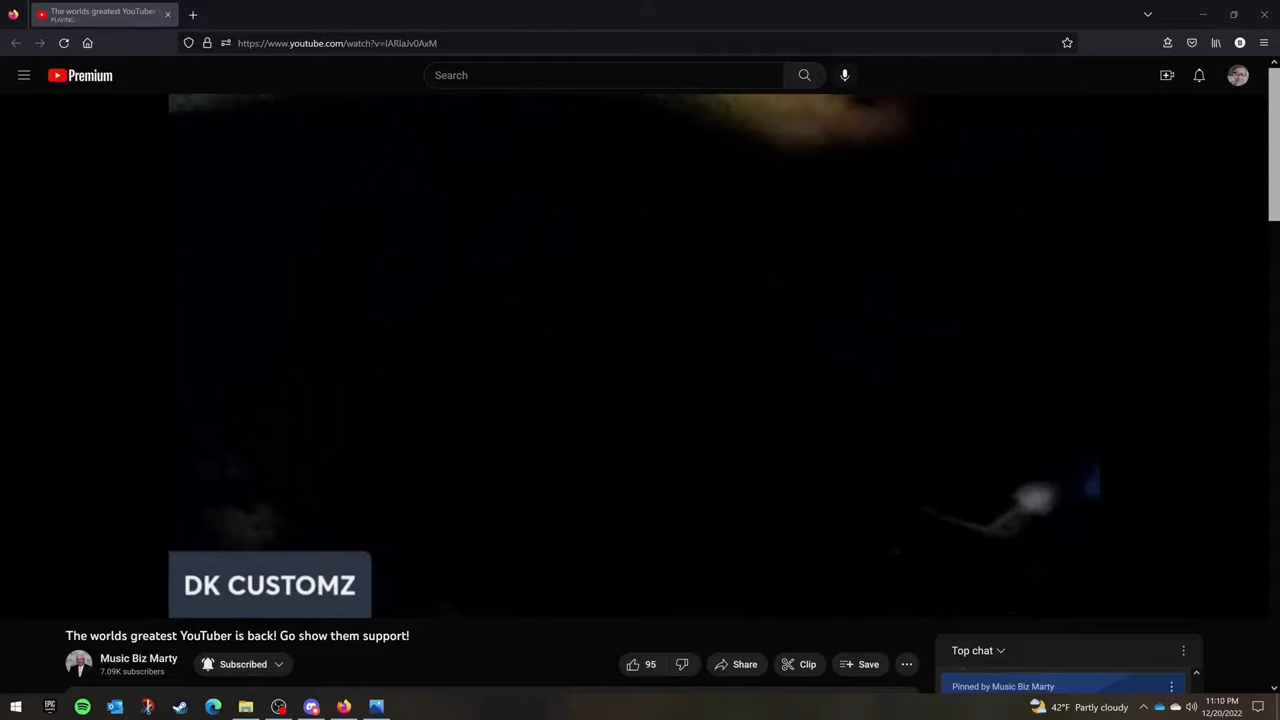 The worlds greatest YouTuber
PLAYING
https://www.youtube.com/watch?v=lARlaJv0AxM
B
Premium
Search
DK CUSTOMZ
The worlds greatest YouTuber is back! Go show them support!
Music Biz Marty
7.09K subscribers
Subscribed
95
Share
Clip
Save
Top chat
Pinned by Music Biz Marty
EPIC
42°F Partly cloudy
11:10 PM
12/20/2022